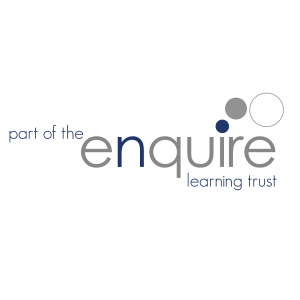 part of the
enquire
learning trust